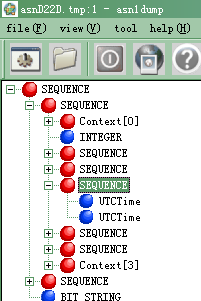 asnD22D.tmp:1 - asn1dump
file(F) view(V) tool help(H)
SEQUENCE
SEQUENCE
Context[0]
INTEGER
SEQUENCE
SEQUENCE
SEQUENCE
UTCTime
UTCTime
SEQUENCE
SEQUENCE
Context[3]
SEQUENCE
BIT STRING